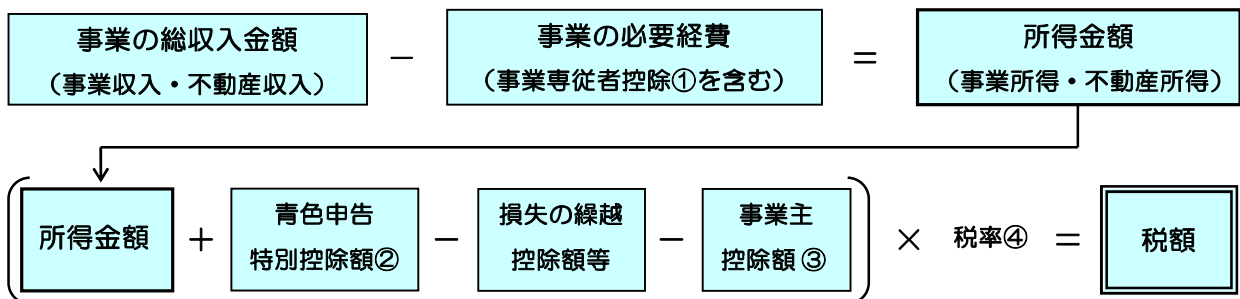 事業の総収入金額
(事業収入・不動産収入)
－
事業の必要経費
(事業専従者控除①を含む)
＝
所得金額
(事業所得・不動産所得)
所得金額
＋
青色申告
特別控除額②
－
損失の繰越
控除額等
－
事業主
控除額③
×
税率④
＝
税額